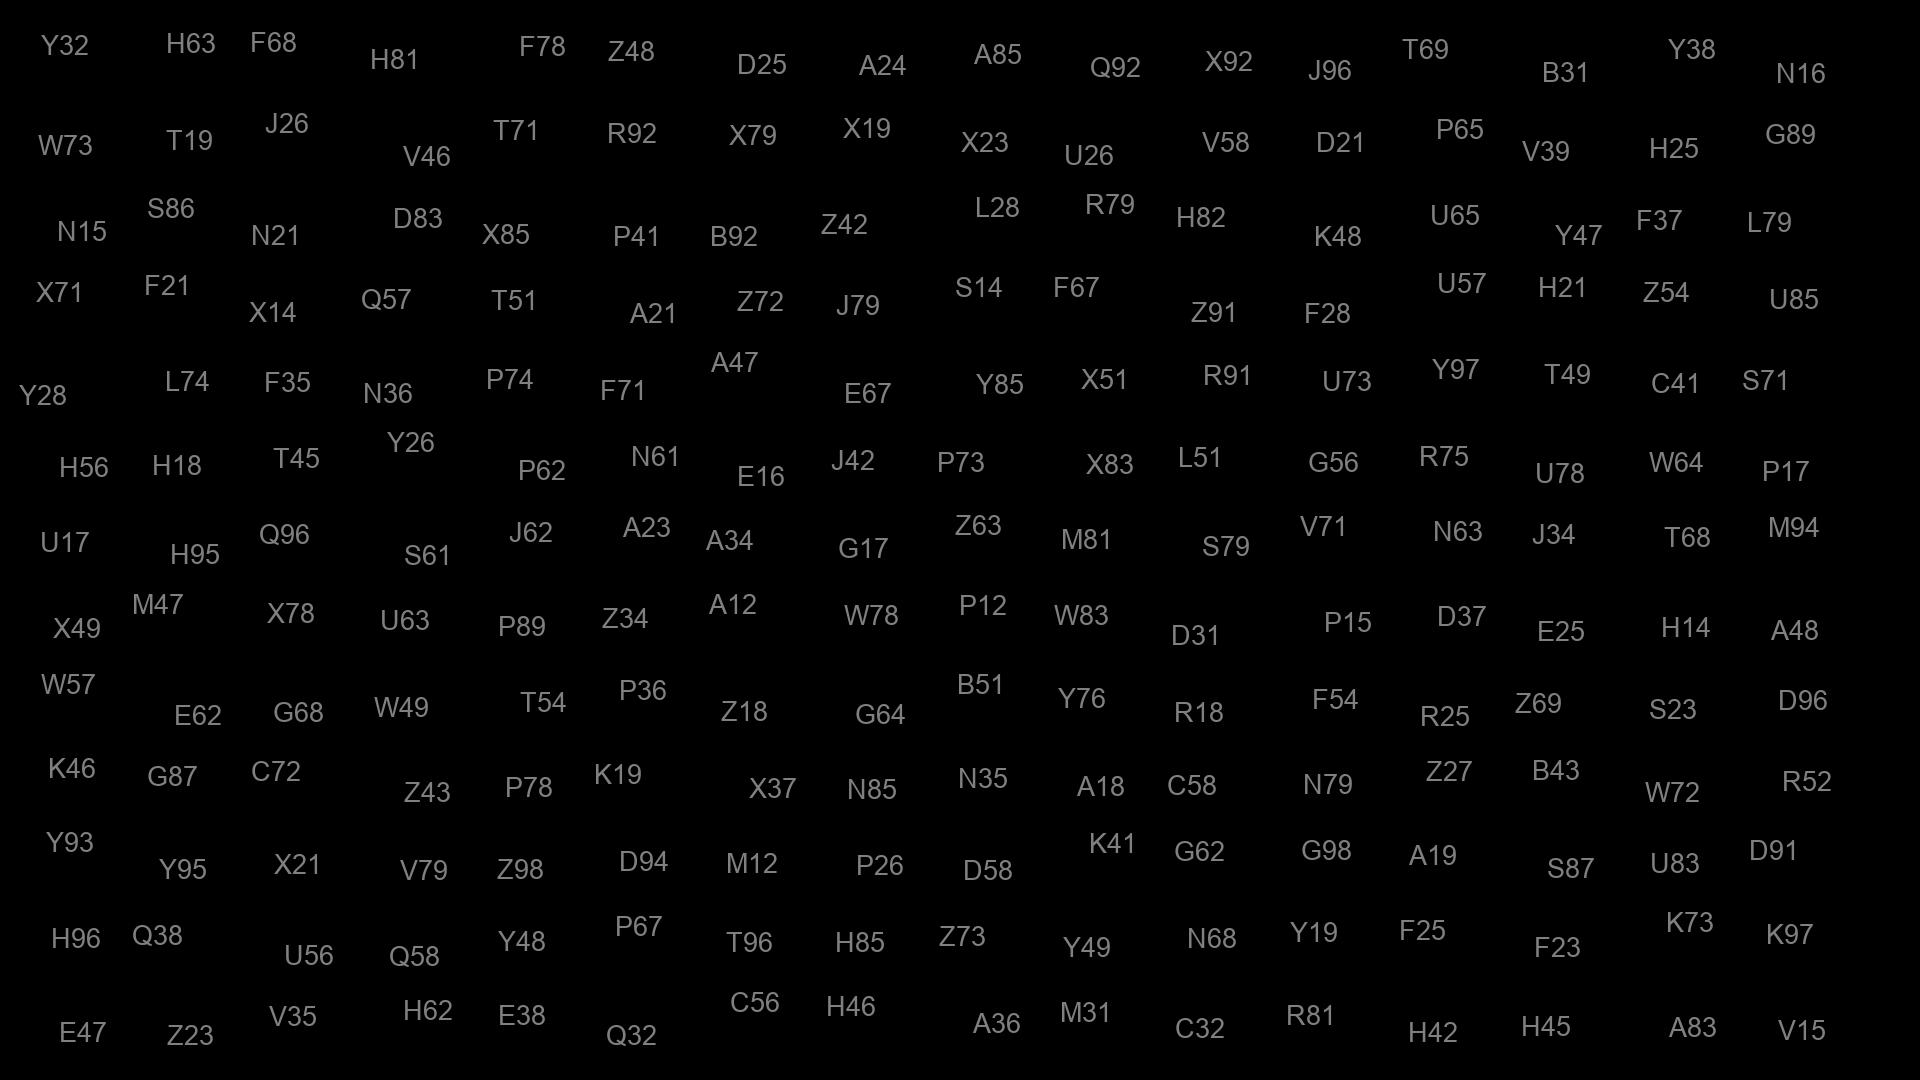 Y32 H63 F68 H81 F78 Z48 D25 A24 A85 Q92 X92 J96 T69 B31 Y38 N16
W73 T19 J26 V46 T71 R92 X79 X19 X23 U26 V58 D21 P65 V39 H25 G89
N15 S86 N21 D83 X85 P41 B92 Z42 L28 R79 H82 K48 U65 Y47 F37 L79
X71 F21 X14 Q57 T51 A21 Z72 J79 S14 F67 Z91 F28 U57 H21 Z54 U85
Y28 L74 F35 N36 P74 F71 A47 E67 Y85 X51 R91 U73 Y97 T49 C41 S71
H56 H18 T45 Y26 P62 N61 E16 J42 P73 X83 L51 G56 R75 U78 W64 P17
U17 H95 Q96 S61 J62 A23 A34 G17 Z63 M81 S79 V71 N63 J34 T68 M94
X49 M47 X78 U63 P89 Z34 A12 W78 P12 W83 D31 P15 D37 E25 H14 A48
W57 E62 G68 W49 T54 P36 Z18 G64 B51 Y76 R18 F54 R25 Z69 S23 D96
K46 G87 C72 Z43 P78 K19 X37 N85 N35 A18 C58 N79 Z27 B43 W72 R52
Y93 Y95 X21 V79 Z98 D94 M12 P26 D58 K41 G62 G98 A19 S87 U83 D91
H96 Q38 U56 Q58 Y48 P67 T96 H85 Z73 Y49 N68 Y19 F25 F23 K73 K97
E47 Z23 V35 H62 E38 Q32 C56 H46 A36 M31 C32 R81 H42 H45 A83 V15